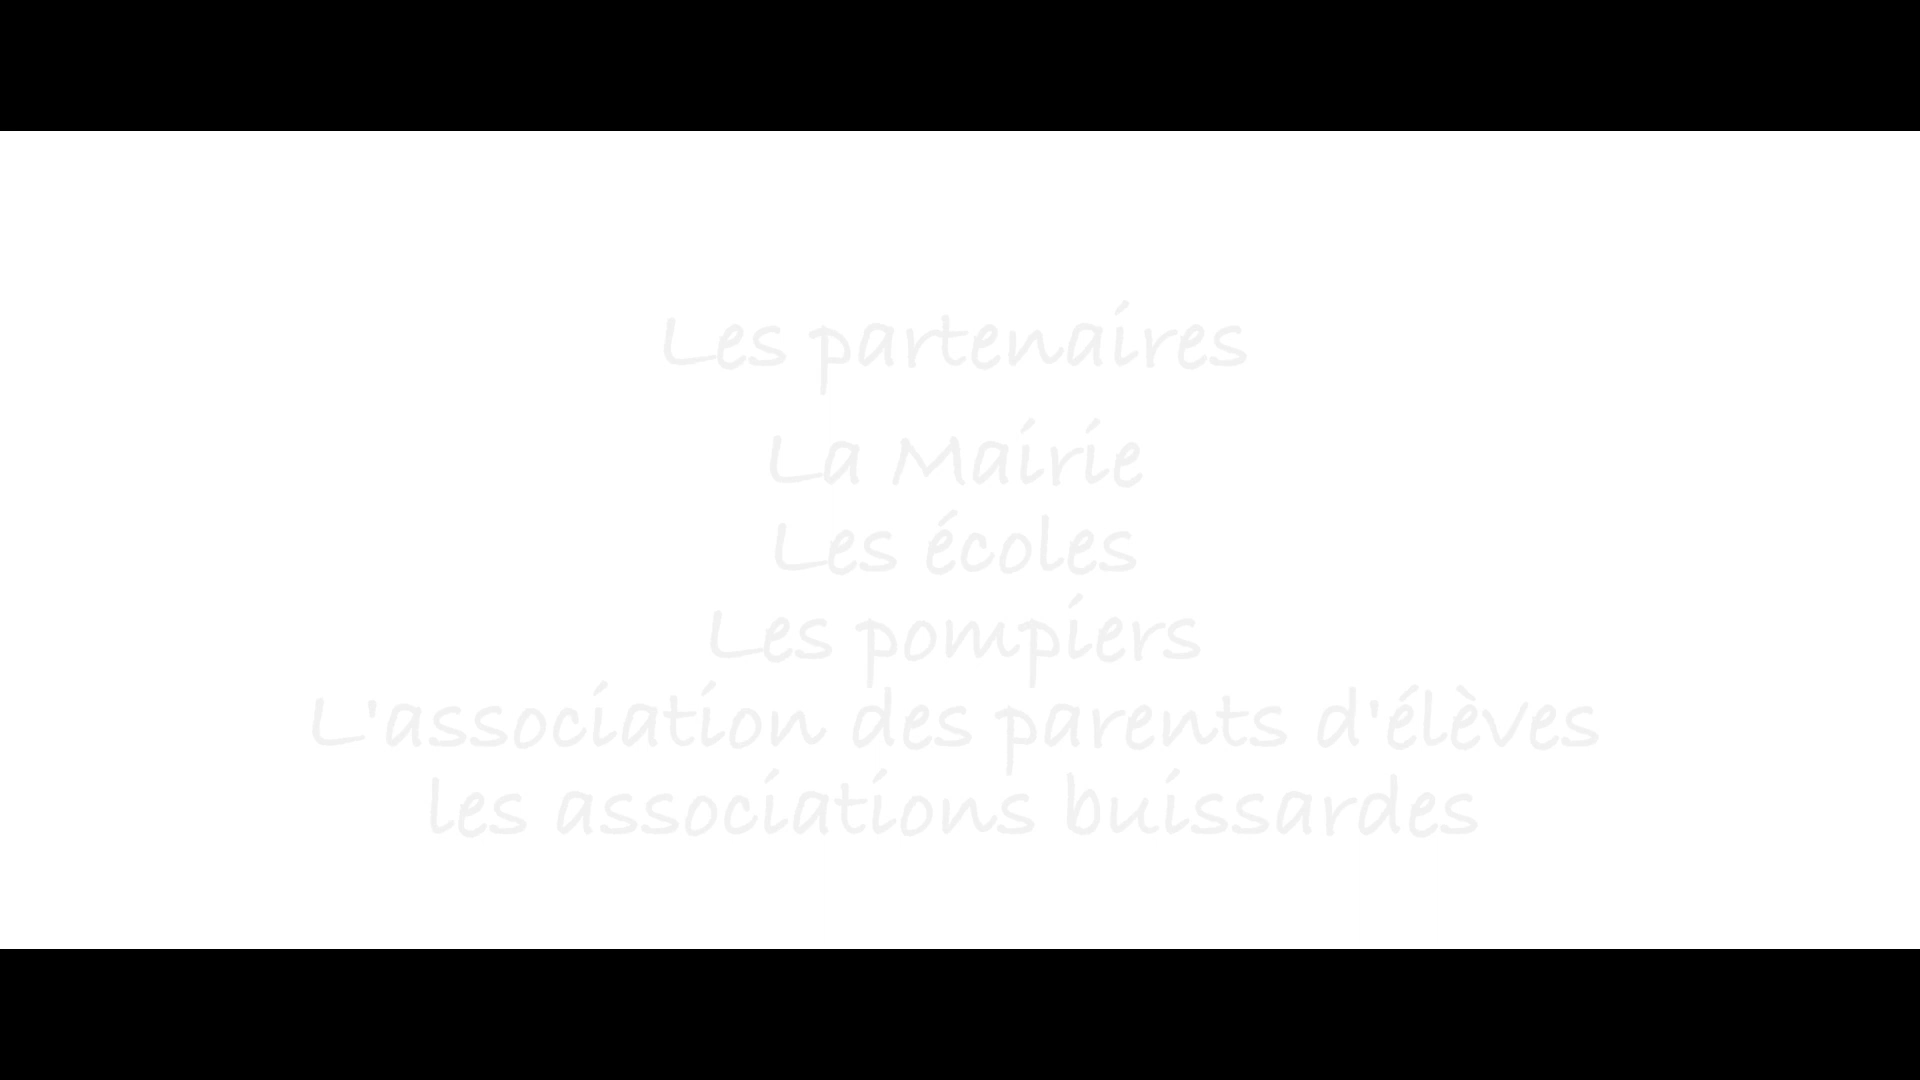 Les partenaires
La Mairie
Les écoles
Les pompiers
L'association des parents d'élèves
les associations buissardes